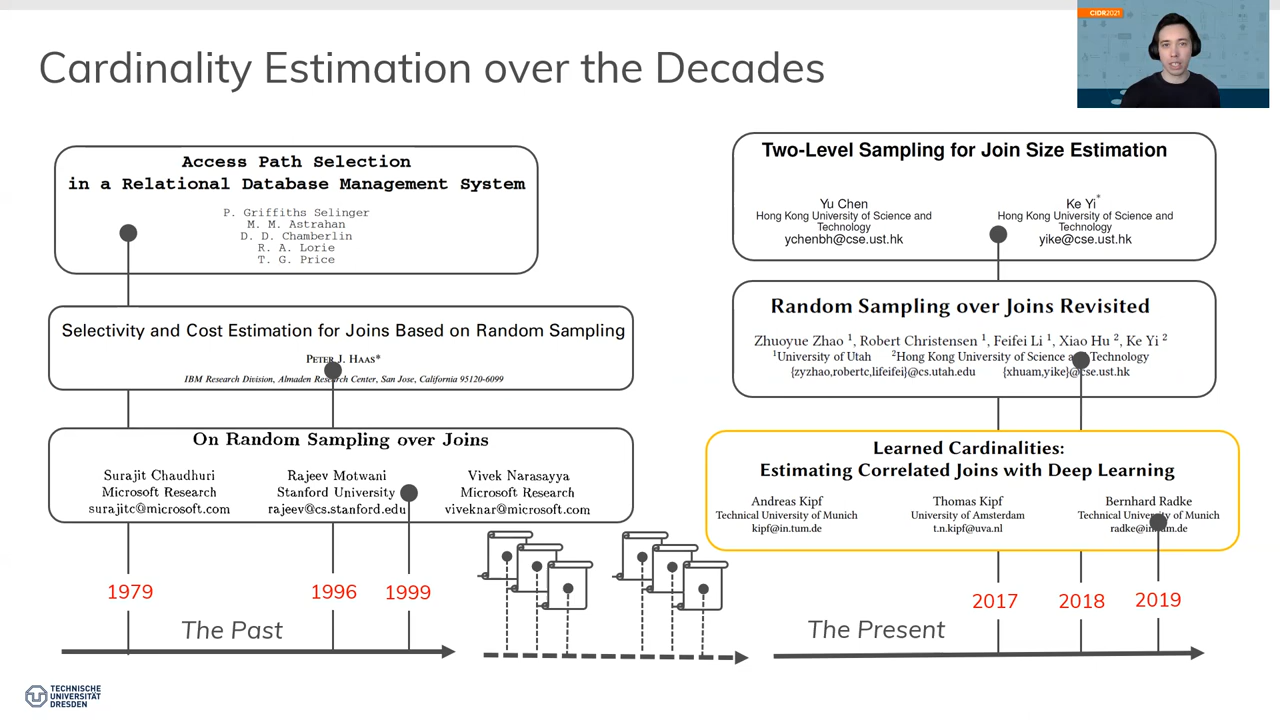 CIDR2021
Cardinality Estimation over the Decades
Access Path Selection
in a Relational Database Management System
P. Griffiths Selinger
M. M. Astrahan
D. D. Chamberlin
R. A. Lorie
T. G. Price
Selectivity and Cost Estimation for Joins Based on Random Sampling
Peter J. Haas*
IBM Research Division, Almaden Research Center, San Jose, California 95120-6099
On Random Sampling over Joins
Surajit Chaudhuri Rajeev Motwani Vivek Narasayya
Microsoft Research Stanford University Microsoft Research
surajitc@microsoft.com rajeev@cs.stanford.edu viveknar@microsoft.com
1979 1996 1999
The Past
Two-Level Sampling for Join Size Estimation
Yu Chen Ke Yi*
Hong Kong University of Science and Hong Kong University of Science and
Technology Technology
ychenbh@cse.ust.hk yike@cse.ust.hk
Random Sampling over Joins Revisited
Zhuoyue Zhao 1, Robert Christensen 1, Feifei Li 1, Xiao Hu 2, Ke Yi 2
1University of Utah 2Hong Kong University of Science and Technology
{zyzhao,robertc,lifeifei}@cs.utah.edu {xhuam,yike}@cse.ust.hk
Learned Cardinalities:
Estimating Correlated Joins with Deep Learning
Andreas Kipf Thomas Kipf Bernhard Radke
Technical University of Munich University of Amsterdam Technical University of Munich
kipf@in.tum.de t.n.kipf@uva.nl radke@in.tum.de
2017 2018 2019
The Present
TECHNISCHE
UNIVERSITÄT
DRESDEN